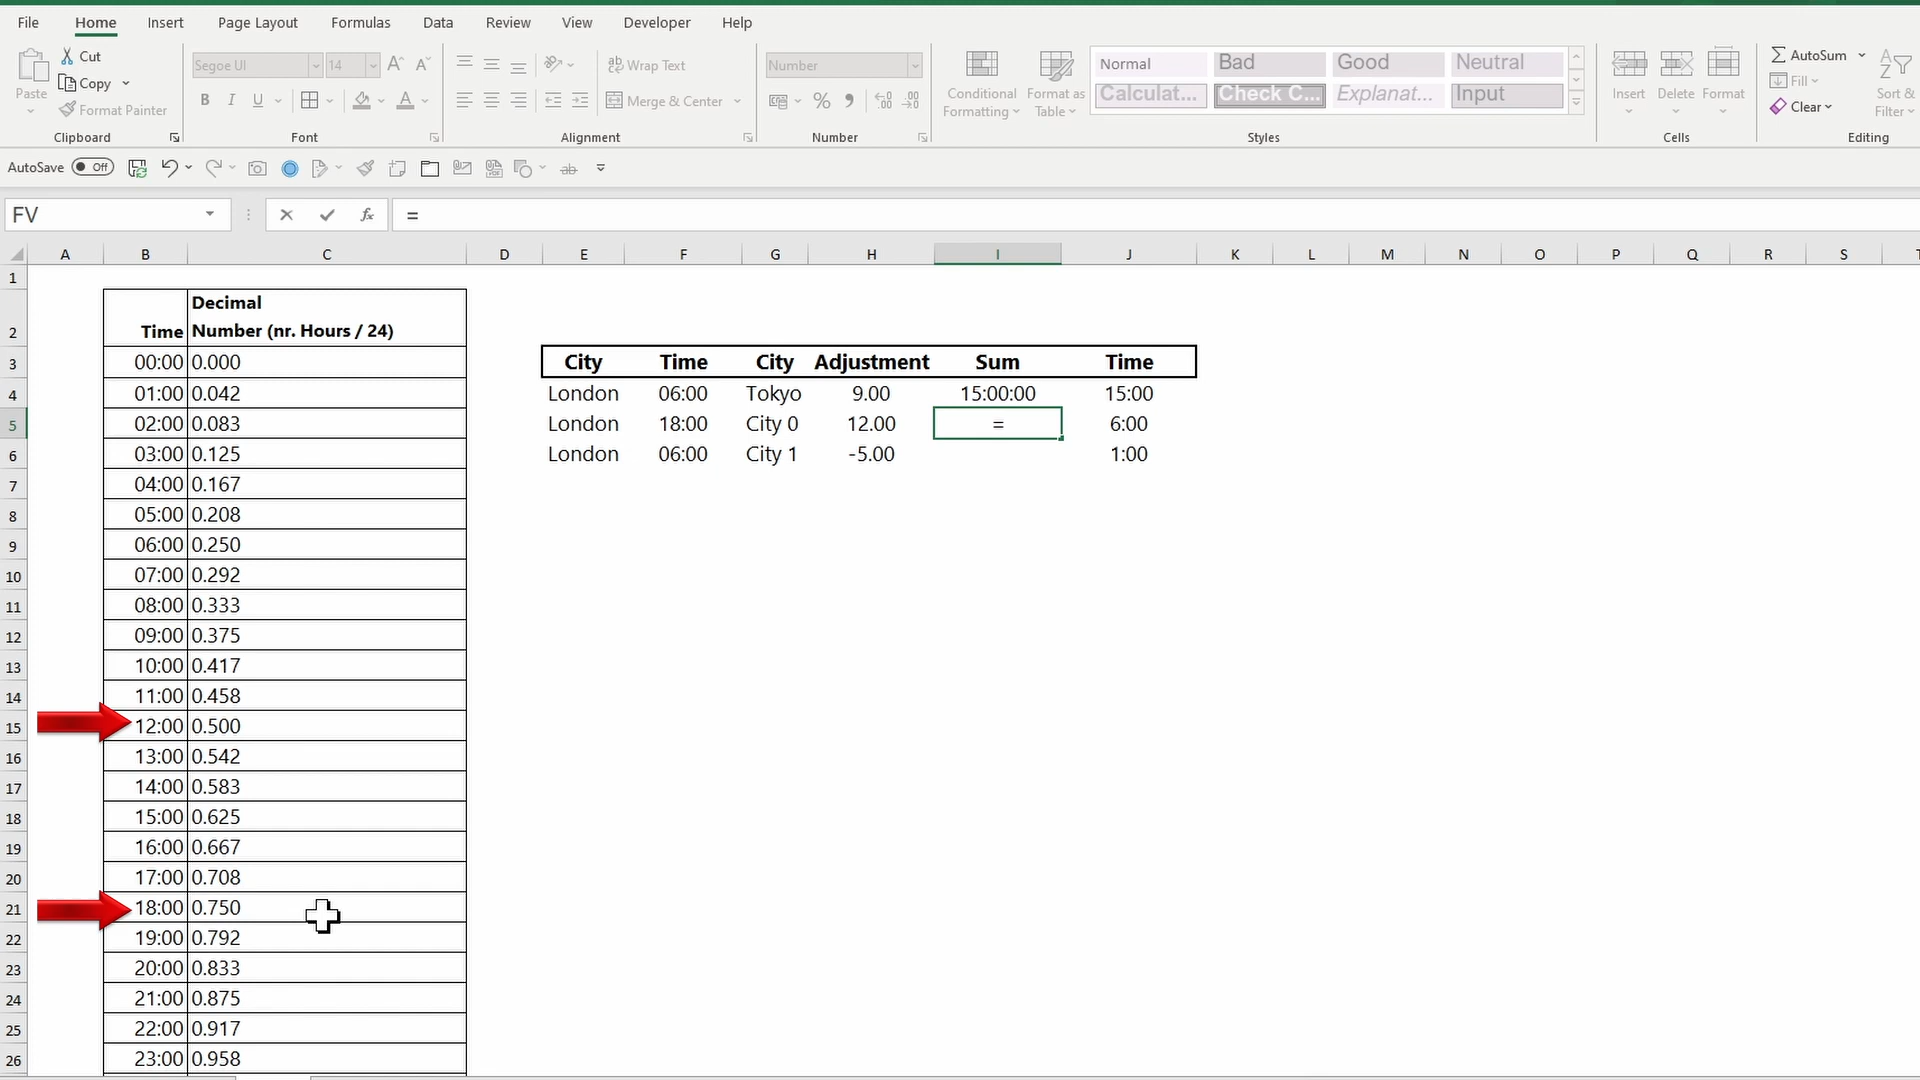 File Home Insert Page Layout Formulas Data Review View Developer Help
Paste
Cut
Copy
Format Painter
Clipboard
Segoe UI 14
B I U
Font
Wrap Text
Merge & Center
Alignment
Number
%
Number
Conditional Formatting
Format as Table
Normal Bad Good Neutral
Calculat... Check C... Explanat... Input
Styles
Insert Delete Format
Cells
AutoSum
Fill
Clear
Sort & Filter
Editing
AutoSave Off
FV fx =
A B C D E F G H I J K L M N O P Q R S
1
2 Time Decimal
Number (nr. Hours / 24)
3 00:00 0.000 City Time City Adjustment Sum Time
4 01:00 0.042 London 06:00 Tokyo 9.00 15:00:00 15:00
5 02:00 0.083 London 18:00 City 0 12.00 = 6:00
6 03:00 0.125 London 06:00 City 1 -5.00 1:00
7 04:00 0.167
8 05:00 0.208
9 06:00 0.250
10 07:00 0.292
11 08:00 0.333
12 09:00 0.375
13 10:00 0.417
14 11:00 0.458
15 12:00 0.500
16 13:00 0.542
17 14:00 0.583
18 15:00 0.625
19 16:00 0.667
20 17:00 0.708
21 18:00 0.750
22 19:00 0.792
23 20:00 0.833
24 21:00 0.875
25 22:00 0.917
26 23:00 0.958